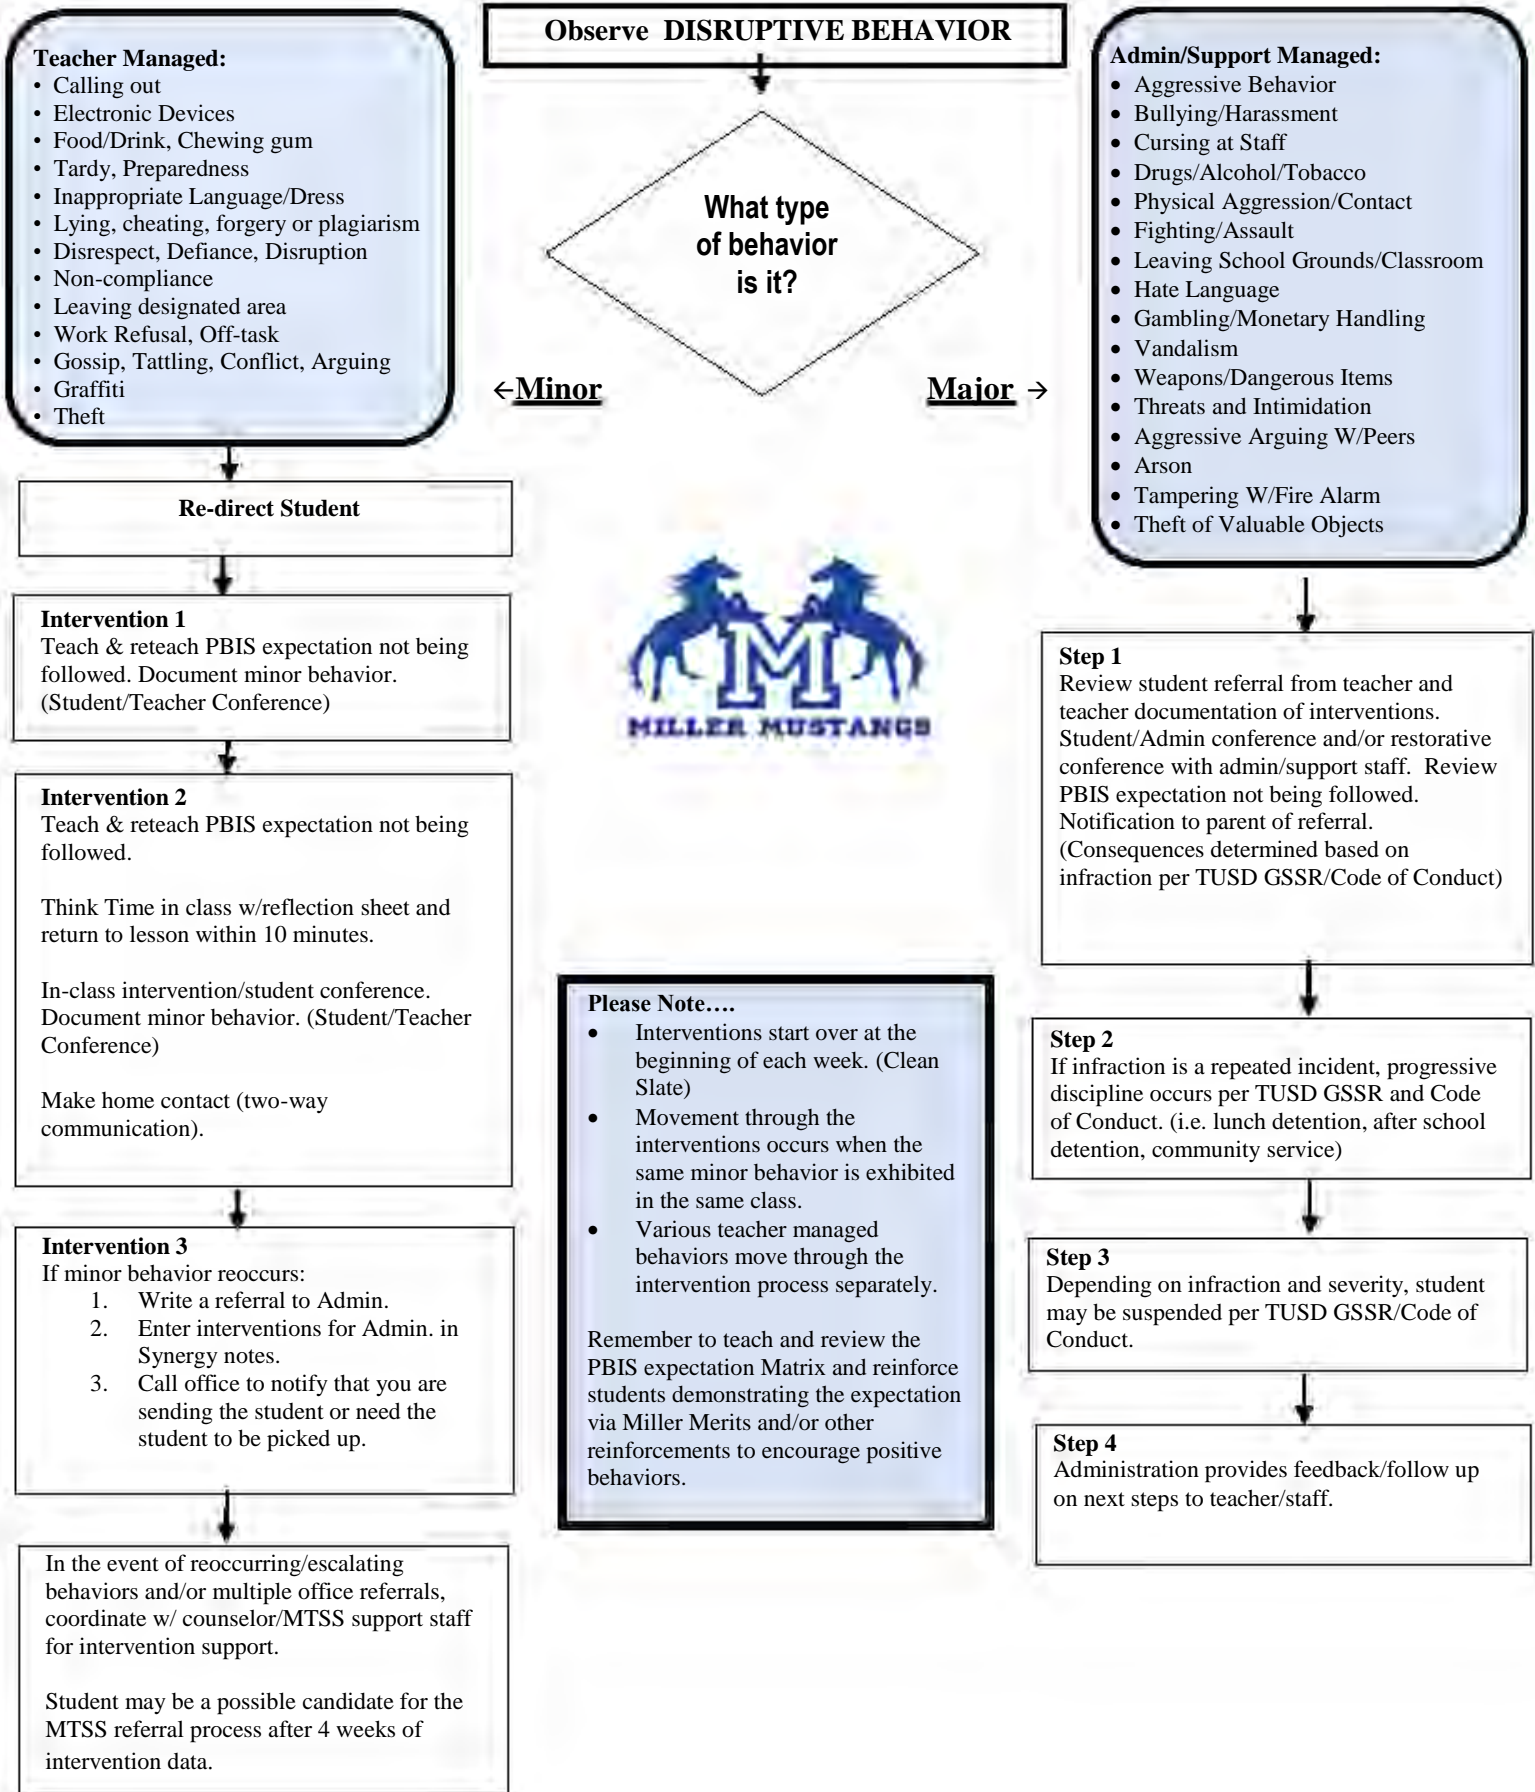 Observe DISRUPTIVE BEHAVIOR
Teacher Managed:
• Calling out
• Electronic Devices
• Food/Drink, Chewing gum
• Tardy, Preparedness
• Inappropriate Language/Dress
• Lying, cheating, forgery or plagiarism
• Disrespect, Defiance, Disruption
• Non-compliance
• Leaving designated area
• Work Refusal, Off-task
• Gossip, Tattling, Conflict, Arguing
• Graffiti
• Theft
What type
of behavior
is it?
←Minor
Major →
Admin/Support Managed:
• Aggressive Behavior
• Bullying/Harassment
• Cursing at Staff
• Drugs/Alcohol/Tobacco
• Physical Aggression/Contact
• Fighting/Assault
• Leaving School Grounds/Classroom
• Hate Language
• Gambling/Monetary Handling
• Vandalism
• Weapons/Dangerous Items
• Threats and Intimidation
• Aggressive Arguing W/Peers
• Arson
• Tampering W/Fire Alarm
• Theft of Valuable Objects
Re-direct Student
Intervention 1
Teach & reteach PBIS expectation not being
followed. Document minor behavior.
(Student/Teacher Conference)
Intervention 2
Teach & reteach PBIS expectation not being
followed.
Think Time in class w/reflection sheet and
return to lesson within 10 minutes.
In-class intervention/student conference.
Document minor behavior. (Student/Teacher
Conference)
Make home contact (two-way
communication).
Intervention 3
If minor behavior reoccurs:
1. Write a referral to Admin.
2. Enter interventions for Admin. in
Synergy notes.
3. Call office to notify that you are
sending the student or need the
student to be picked up.
In the event of reoccurring/escalating
behaviors and/or multiple office referrals,
coordinate w/ counselor/MTSS support staff
for intervention support.
Student may be a possible candidate for the
MTSS referral process after 4 weeks of
intervention data.
M
MILLER MUSTANGS
Please Note….
• Interventions start over at the
beginning of each week. (Clean
Slate)
• Movement through the
interventions occurs when the
same minor behavior is exhibited
in the same class.
• Various teacher managed
behaviors move through the
intervention process separately.
Remember to teach and review the
PBIS expectation Matrix and reinforce
students demonstrating the expectation
via Miller Merits and/or other
reinforcements to encourage positive
behaviors.
Step 1
Review student referral from teacher and
teacher documentation of interventions.
Student/Admin conference and/or restorative
conference with admin/support staff.  Review
PBIS expectation not being followed.
Notification to parent of referral.
(Consequences determined based on
infraction per TUSD GSSR/Code of Conduct)
Step 2
If infraction is a repeated incident, progressive
discipline occurs per TUSD GSSR and Code
of Conduct. (i.e. lunch detention, after school
detention, community service)
Step 3
Depending on infraction and severity, student
may be suspended per TUSD GSSR/Code of
Conduct.
Step 4
Administration provides feedback/follow up
on next steps to teacher/staff.